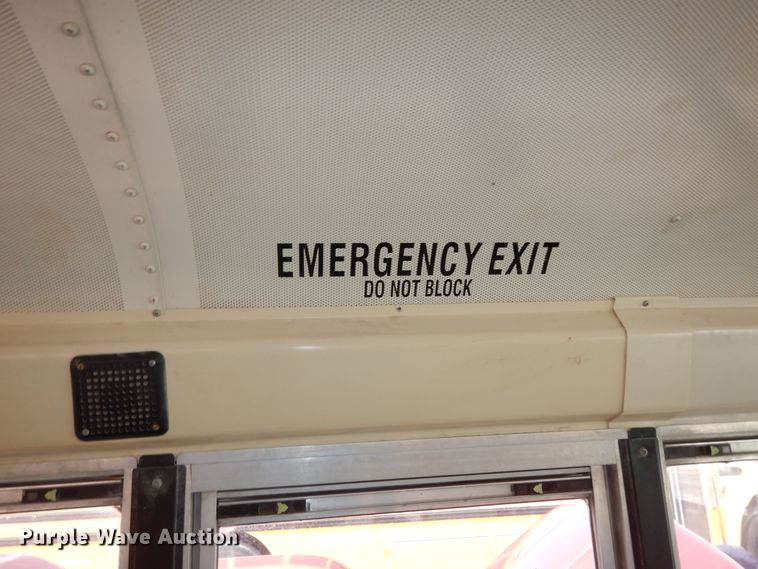 EMERGENCY EXIT
DO NOT BLOCK
Purple Wave Auction